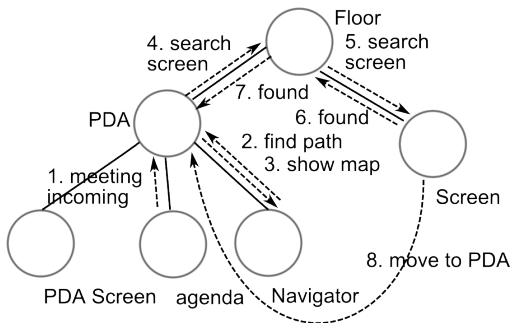 Floor
4. search
screen
5. search
screen
7. found
6. found
PDA
2. find path
3. show map
1. meeting
incoming
Screen
8. move to PDA
PDA Screen
agenda
Navigator